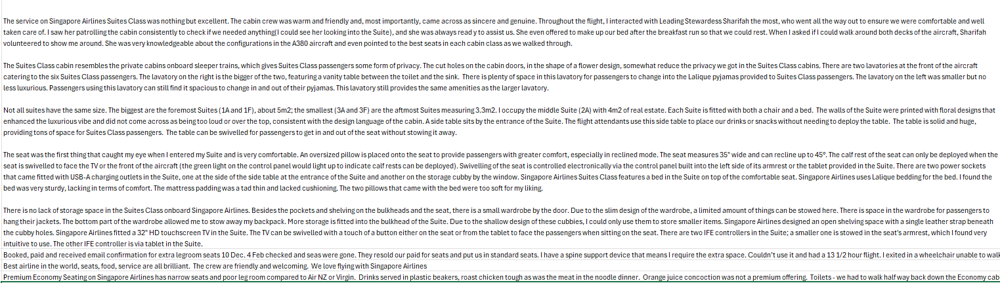 The service on Singapore Airlines Suites Class was nothing but excellent. The cabin crew was warm and friendly and, most importantly, came across as sincere and genuine. Throughout the flight, I interacted with Leading Stewardess Sharifah the most, who went all the way out to ensure we were comfortable and well
taken care of. I saw her patrolling the cabin consistently to check if we needed anything(I could see her looking into the Suite), and she was always ready to assist us. She even offered to make up our bed after the breakfast run so that we could rest. When I asked if I could walk around both decks of the aircraft, Sharifah
volunteered to show me around. She was very knowledgeable about the configurations in the A380 aircraft and even pointed to the best seats in each cabin class as we walked through.
The Suites Class cabin resembles the private cabins onboard sleeper trains, which gives Suites Class passengers some form of privacy. The cut holes on the cabin doors, in the shape of a flower design, somewhat reduce the privacy we got in the Suites Class cabins. There are two lavatories at the front of the aircraft
catering to the six Suites Class passengers. The lavatory on the right is the bigger of the two, featuring a vanity table between the toilet and the sink.  There is plenty of space in this lavatory for passengers to change into the Lalique pyjamas provided to Suites Class passengers. The lavatory on the left was smaller but no
less luxurious. Passengers using this lavatory can still find it spacious to change in and out of their pyjamas. This lavatory still provides the same amenities as the larger lavatory.
Not all suites have the same size. The biggest are the foremost Suites (1A and 1F), about 5m2; the smallest (3A and 3F) are the aftmost Suites measuring 3.3m2. I occupy the middle Suite (2A) with 4m2 of real estate. Each Suite is fitted with both a chair and a bed.  The walls of the Suite were printed with floral designs that
enhanced the luxurious vibe and did not come across as being too loud or over the top, consistent with the design language of the cabin. A side table sits by the entrance of the Suite. The flight attendants use this side table to place our drinks or snacks without needing to deploy the table.  The table is solid and huge,
providing tons of space for Suites Class passengers.  The table can be swivelled for passengers to get in and out of the seat without stowing it away.
The seat was the first thing that caught my eye when I entered my Suite and is very comfortable. An oversized pillow is placed onto the seat to provide passengers with greater comfort, especially in reclined mode. The seat measures 35" wide and can recline up to 45º. The calf rest of the seat can only be deployed when the
seat is swivelled to face the TV or the front of the aircraft (the green light on the control panel would light up to indicate calf rests can be deployed). Swivelling of the seat is controlled electronically via the control panel built into the left side of its armrest or the tablet provided in the Suite. There are two power sockets
that came fitted with USB-A charging outlets in the Suite, one at the side of the side table at the entrance of the Suite and another on the storage cubby by the window. Singapore Airlines Suites Class features a bed in the Suite on top of the comfortable seat. Singapore Airlines uses Lalique bedding for the bed. I found the
bed was very sturdy, lacking in terms of comfort. The mattress padding was a tad thin and lacked cushioning. The two pillows that came with the bed were too soft for my liking.
There is no lack of storage space in the Suites Class onboard Singapore Airlines. Besides the pockets and shelving on the bulkheads and the seat, there is a small wardrobe by the door. Due to the slim design of the wardrobe, a limited amount of things can be stowed here. There is space in the wardrobe for passengers to
hang their jackets. The bottom part of the wardrobe allowed me to stow away my backpack. More storage is fitted into the bulkhead of the Suite. Due to the shallow design of these cubbies, I could only use them to store smaller items. Singapore Airlines designed an open shelving space with a single leather strap beneath
the cubby holes. Singapore Airlines fitted a 32" HD touchscreen TV in the Suite. The TV can be swivelled with a touch of a button either on the seat or from the tablet to face the passengers when sitting on the seat. There are two IFE controllers in the Suite; a smaller one is stowed in the seat's armrest, which I found very
intuitive to use. The other IFE controller is via tablet in the Suite.
Booked, paid and received email confirmation for extra legroom seats 10 Dec. 4 Feb checked and seas were gone. They resold our paid for seats and put us in standard seats. I have a spine support device that means I require the extra space. Couldn't use it and had a 13 1/2 hour flight. I exited in a wheelchair unable to walk
Best airline in the world, seats, food, service are all brilliant.  The crew are friendly and welcoming.  We love flying with Singapore Airlines
Premium Economy Seating on Singapore Airlines has narrow seats and poor leg room compared to Air NZ or Virgin.  Drinks served in plastic beakers, roast chicken tough as was the meat in the noodle dinner.  Orange juice concoction was not a premium offering.  Toilets - we had to walk half way back down the Economy cab